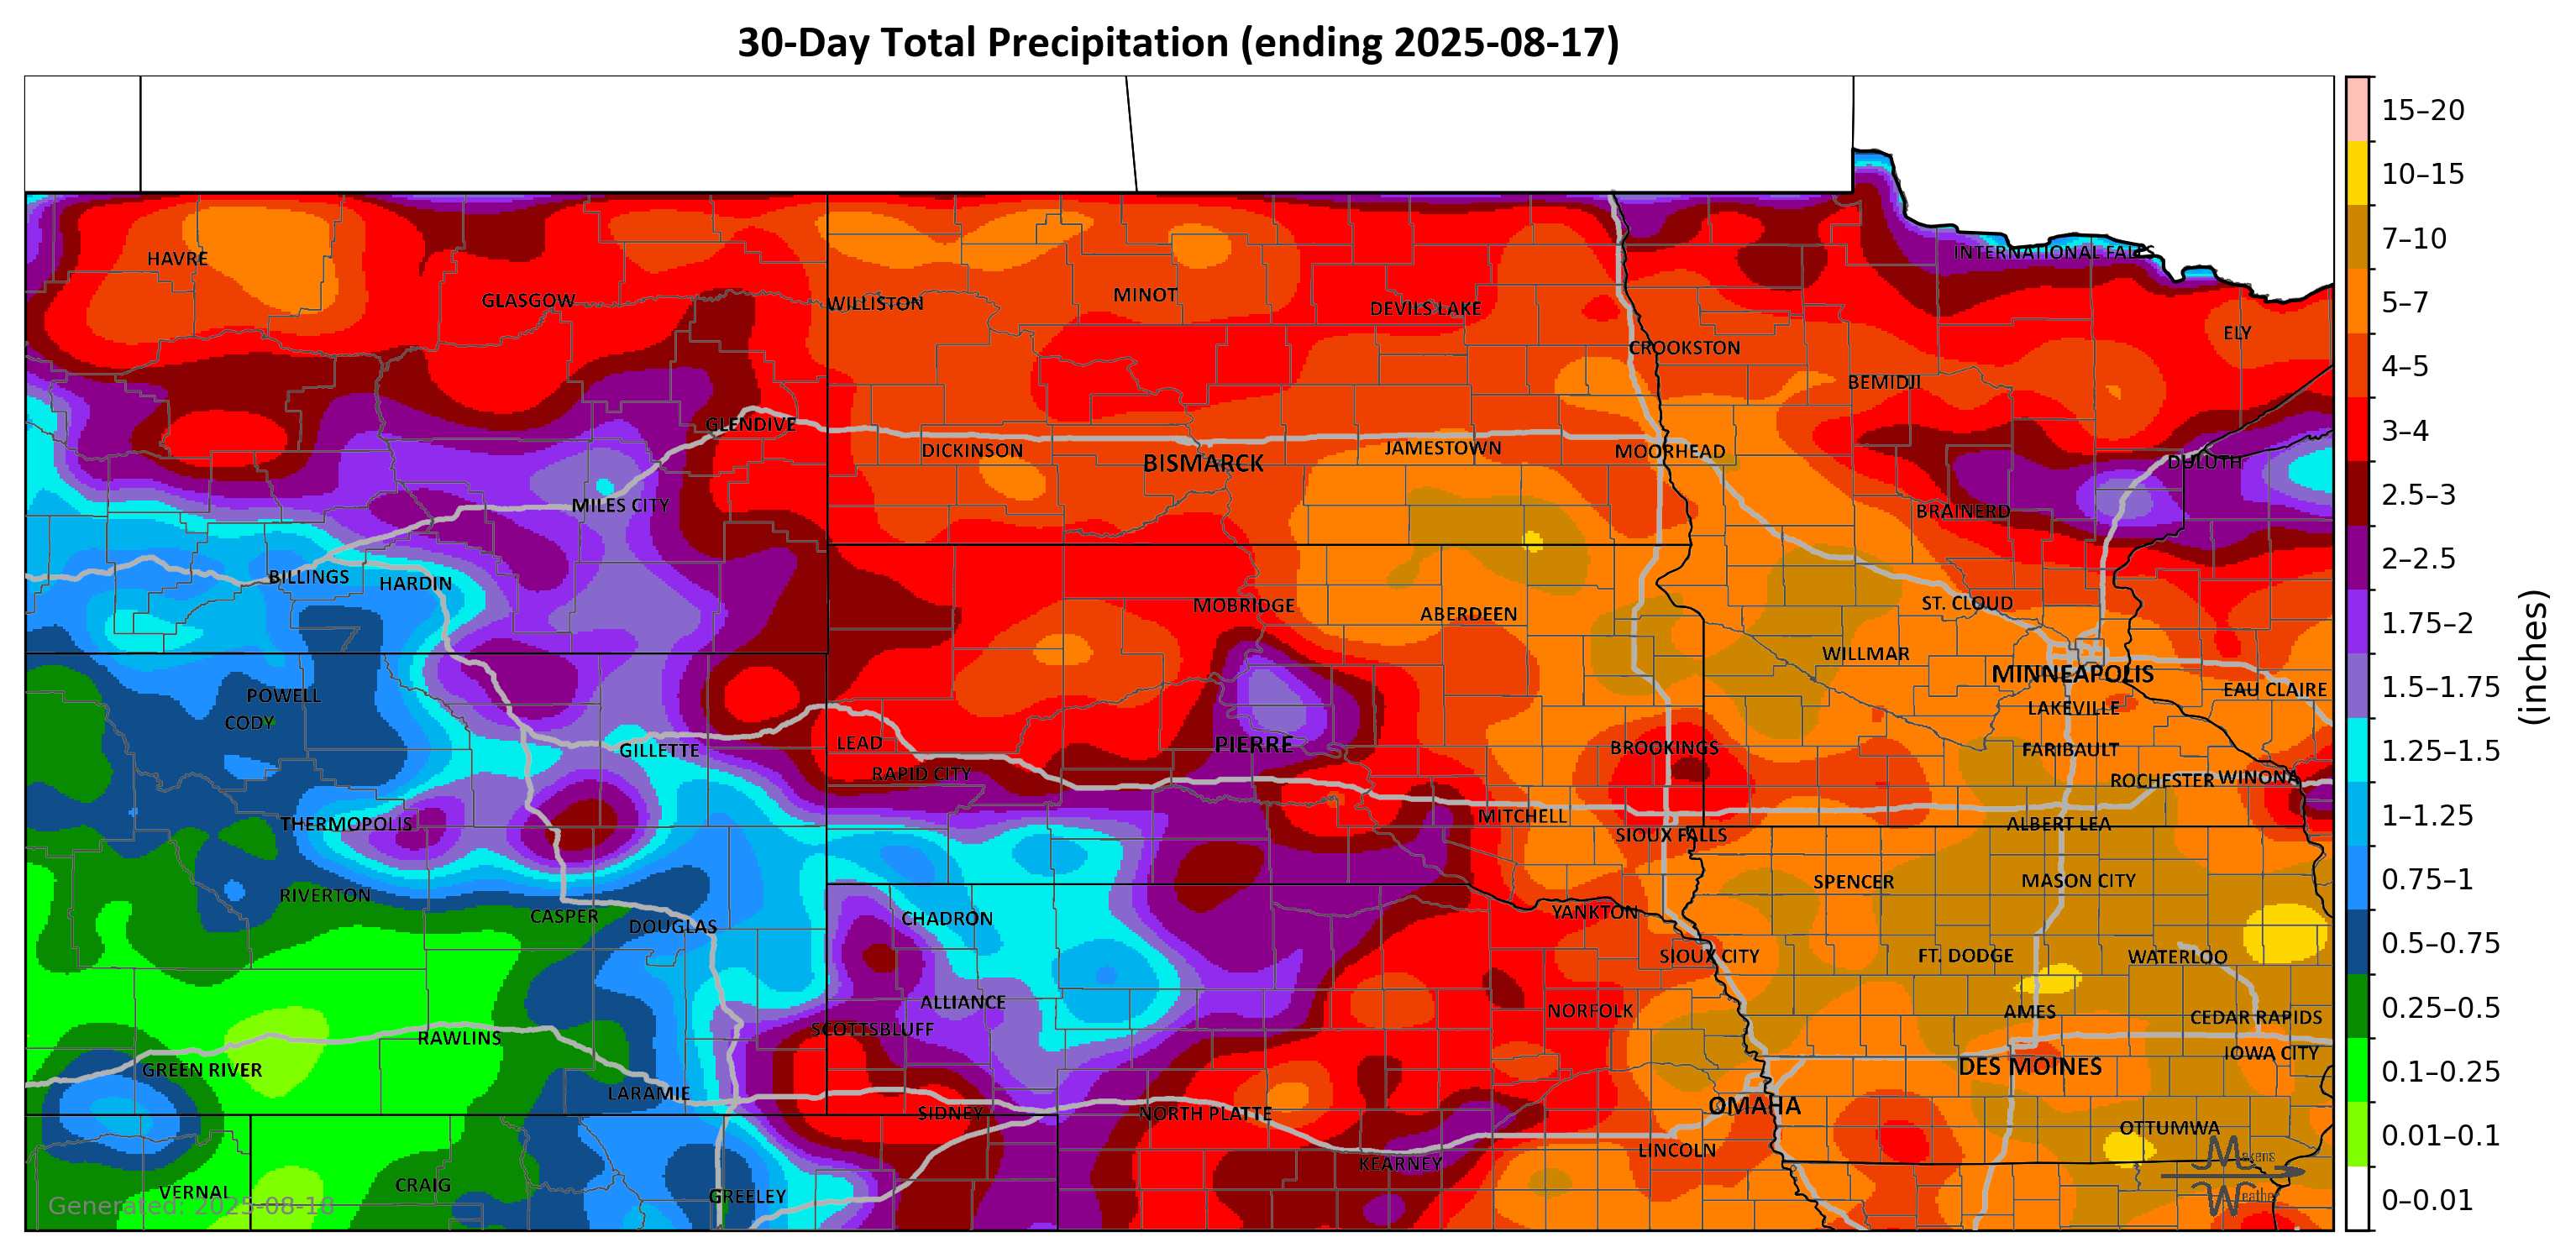 30-Day Total Precipitation (ending 2025-08-17)
15–20
10–15
7–10
5–7
4–5
3–4
2.5–3
2–2.5
1.75–2
1.5–1.75
1.25–1.5
1–1.25
0.75–1
0.5–0.75
0.25–0.5
0.1–0.25
0.01–0.1
0–0.01
(inches)
INTERNATIONAL FALLS
HAVRE
GLASGOW
WILLISTON
MINOT
DEVILS LAKE
ELY
CROOKSTON
BEMIDJI
GLENDIVE
DICKINSON
BISMARCK
JAMESTOWN
MOORHEAD
DULUTH
MILES CITY
BRAINERD
BILLINGS
HARDIN
MOBRIDGE
ABERDEEN
ST. CLOUD
WILLMAR
MINNEAPOLIS
POWELL
CODY
EAU CLAIRE
LAKEVILLE
GILLETTE
LEAD
PIERRE
BROOKINGS
FARIBAULT
RAPID CITY
ROCHESTER
WINONA
THERMOPOLIS
MITCHELL
SIOUX FALLS
ALBERT LEA
RIVERTON
CASPER
DOUGLAS
CHADRON
YANKTON
SPENCER
MASON CITY
SIOUX CITY
FT. DODGE
WATERLOO
ALLIANCE
SCOTTSBLUFF
NORFOLK
AMES
CEDAR RAPIDS
RAWLINS
IOWA CITY
GREEN RIVER
DES MOINES
LARAMIE
SIDNEY
NORTH PLATTE
OMAHA
OTTUMWA
KEARNEY
LINCOLN
VERNAL
CRAIG
GREELEY
Generated: 2025-08-18
Makens
Weather